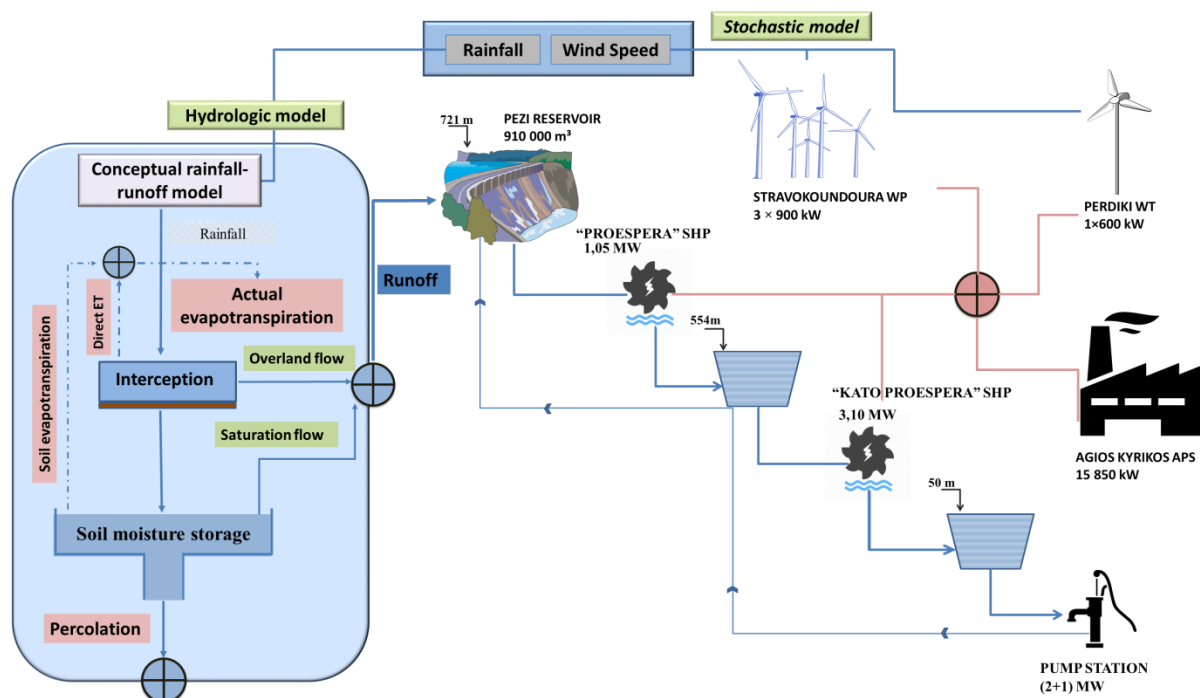 Stochastic model
Rainfall
Wind Speed
Hydrologic model
Conceptual rainfall-
runoff model
Rainfall
Soil evapotranspiration
Direct ET
Actual
evapotranspiration
Interception
Overland flow
Saturation flow
Soil moisture storage
Percolation
Runoff
721 m
PEZI RESERVOIR
910 000 m³
STRAVOKOUNDOURA WP
3 × 900 kW
PERDIKI WT
1×600 kW
“PROESPERA” SHP
1,05 MW
554m
“KATO PROESPERA” SHP
3,10 MW
AGIOS KYRIKOS APS
15 850 kW
50 m
PUMP STATION
(2+1) MW